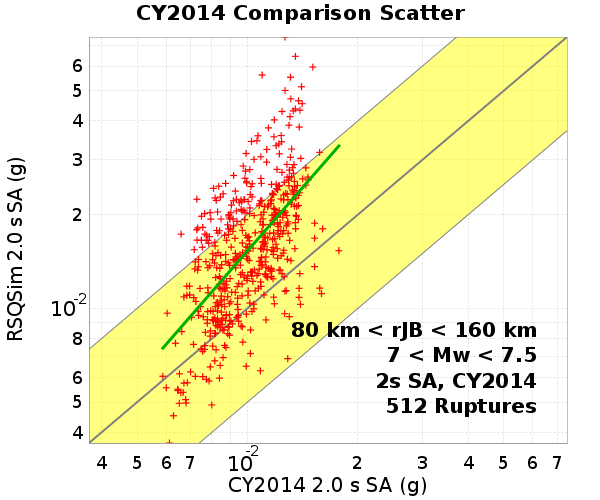 CY2014 Comparison Scatter
RSQSim 2.0 s SA (g)
6
5
4
3
2
10-2
8
6
5
4
80 km < rJB < 160 km
7 < Mw < 7.5
2s SA, CY2014
512 Ruptures
4 5 6 7 10-2 2 3 4 5 6 7
CY2014 2.0 s SA (g)